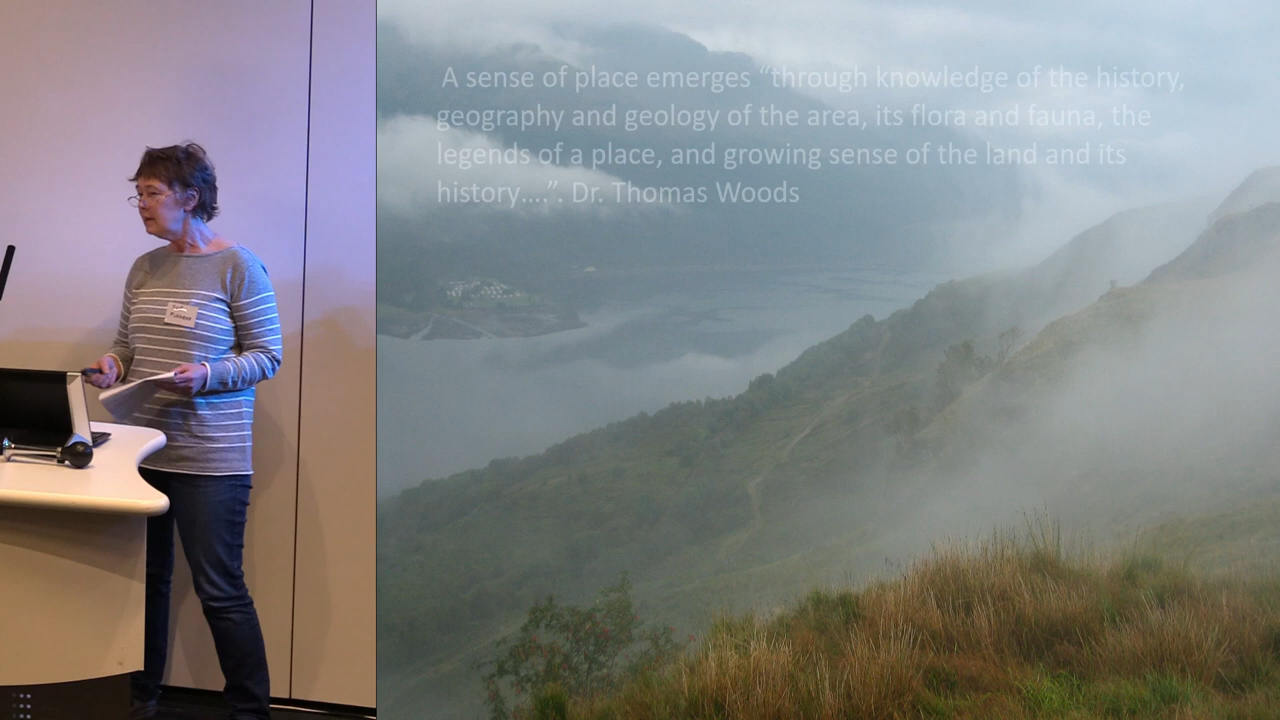 A sense of place emerges “through knowledge of the history,
geography and geology of the area, its flora and fauna, the
legends of a place, and growing sense of the land and its
history….”. Dr. Thomas Woods